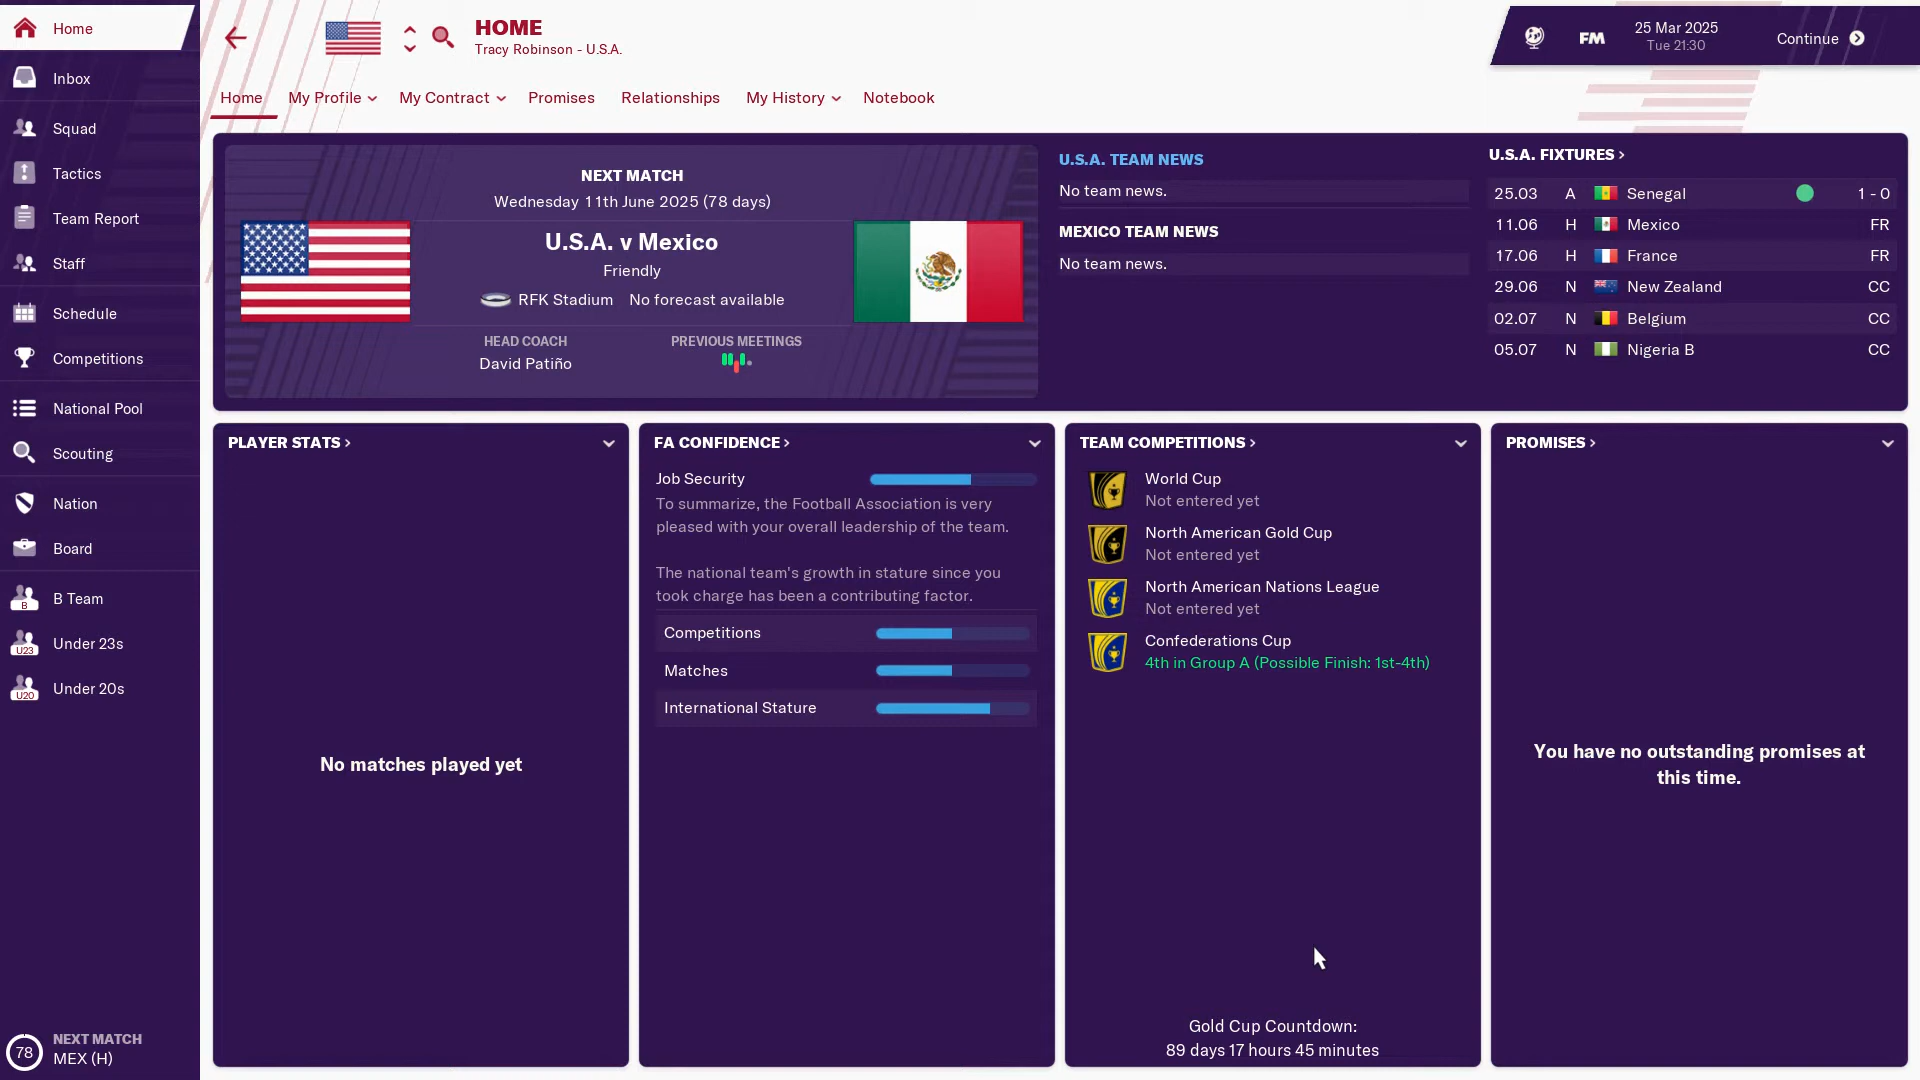 Home
Inbox
Squad
Tactics
Team Report
Staff
Schedule
Competitions
National Pool
Scouting
Nation
Board
B
B Team
U23
Under 23s
U20
Under 20s
78
NEXT MATCH
MEX (H)
HOME
Tracy Robinson - U.S.A.
FM
25 Mar 2025
Tue 21:30
Continue
Home My Profile My Contract Promises Relationships My History Notebook
NEXT MATCH
Wednesday 11th June 2025 (78 days)
U.S.A. v Mexico
Friendly
RFK Stadium No forecast available
HEAD COACH
David Patiño
PREVIOUS MEETINGS
U.S.A. TEAM NEWS
No team news.
MEXICO TEAM NEWS
No team news.
U.S.A. FIXTURES >
25.03 A Senegal 1 - 0
11.06 H Mexico FR
17.06 H France FR
29.06 N New Zealand CC
02.07 N Belgium CC
05.07 N Nigeria B CC
PLAYER STATS >
No matches played yet
FA CONFIDENCE >
Job Security
To summarize, the Football Association is very
pleased with your overall leadership of the team.
The national team's growth in stature since you
took charge has been a contributing factor.
Competitions
Matches
International Stature
TEAM COMPETITIONS >
World Cup
Not entered yet
North American Gold Cup
Not entered yet
North American Nations League
Not entered yet
Confederations Cup
4th in Group A (Possible Finish: 1st-4th)
Gold Cup Countdown:
89 days 17 hours 45 minutes
PROMISES >
You have no outstanding promises at
this time.